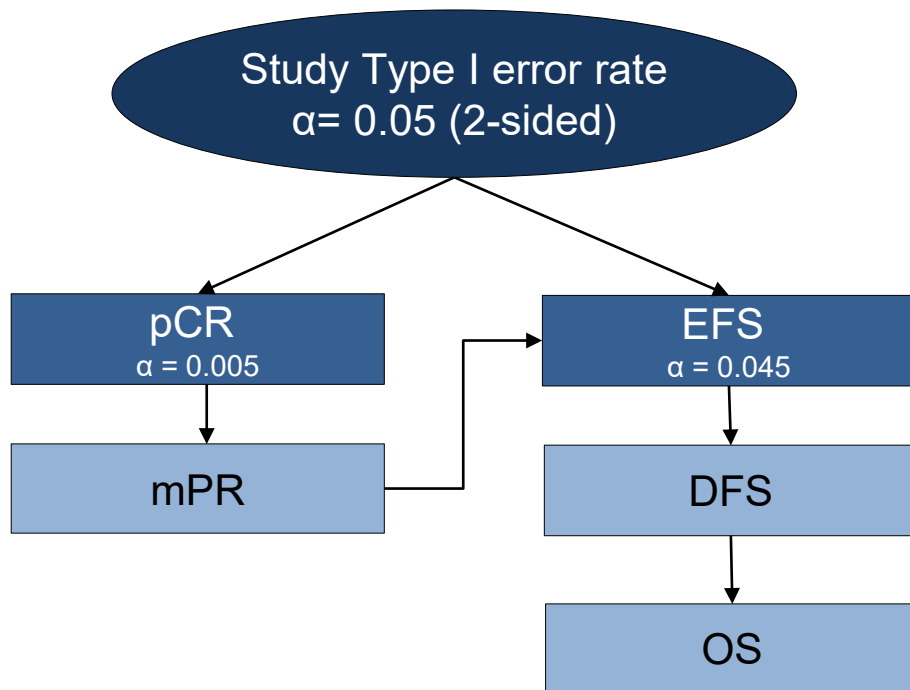 Study Type I error rate
α= 0.05 (2-sided)
pCR
α = 0.005
EFS
α = 0.045
mPR
DFS
OS